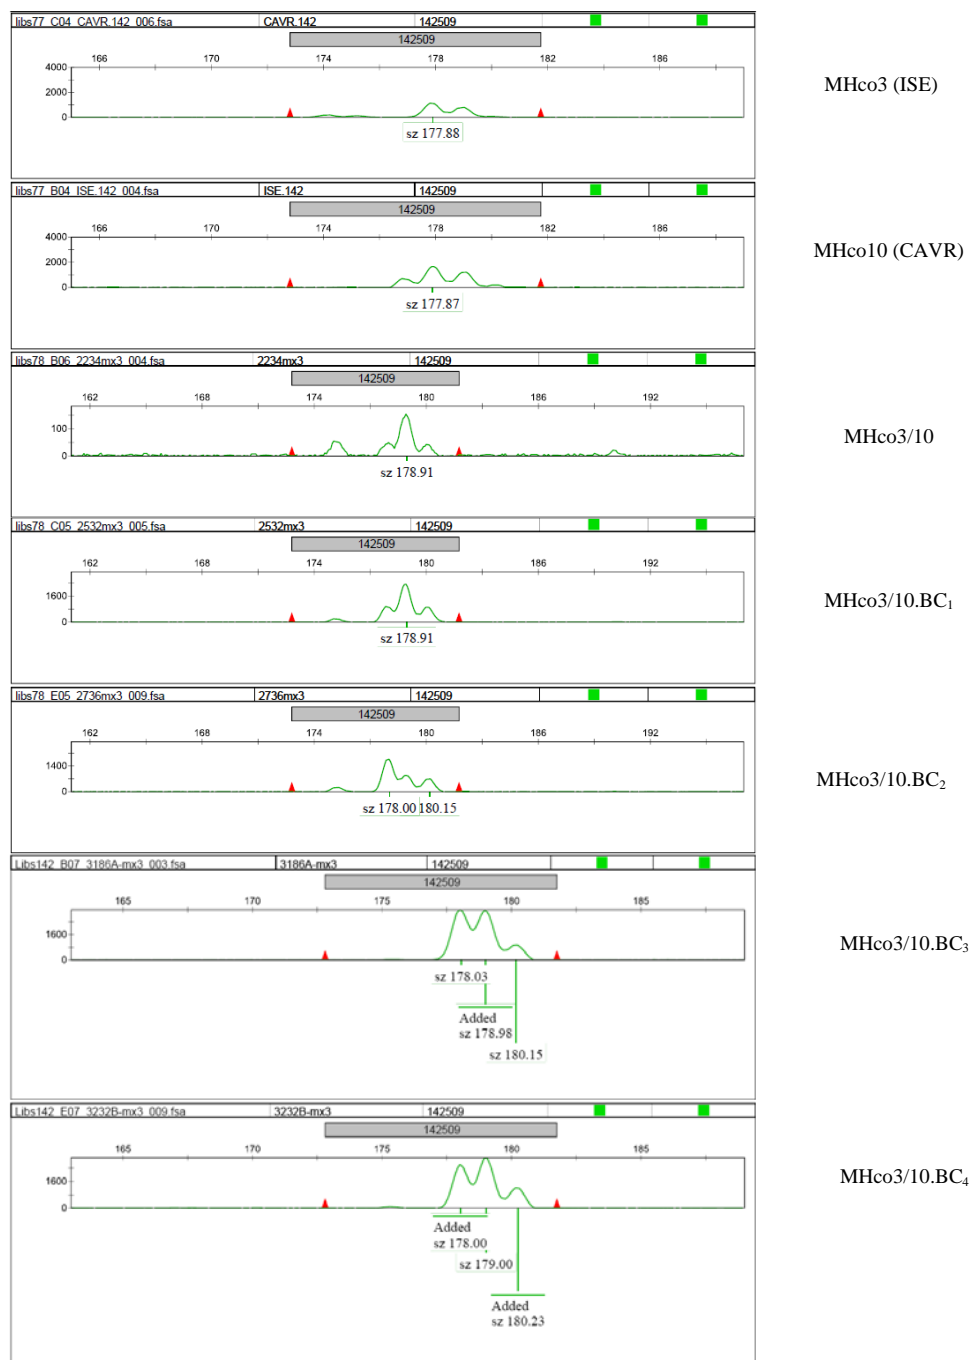 libs77_C04_CAVR.142_006.fsa CAVR.142 142509
142509
166 170 174 178 182 186
4000
2000
0
sz 177.88
MHco3 (ISE)
libs77_B04_ISE.142_004.fsa ISE.142 142509
142509
166 170 174 178 182 186
4000
2000
0
sz 177.87
MHco10 (CAVR)
libs78_B06_2234mx3_004.fsa 2234mx3 142509
142509
162 168 174 180 186 192
100
0
sz 178.91
MHco3/10
libs78_C05_2532mx3_005.fsa 2532mx3 142509
142509
162 168 174 180 186 192
1600
0
sz 178.91
MHco3/10.BC₁
libs78_E05_2736mx3_009.fsa 2736mx3 142509
142509
162 168 174 180 186 192
1400
0
sz 178.00 180.15
MHco3/10.BC₂
Libs142_B07_3186A-mx3_003.fsa 3186A-mx3 142509
142509
165 170 175 180 185
1600
0
sz 178.03
Added
sz 178.98
sz 180.15
MHco3/10.BC₃
Libs142_E07_3232B-mx3_009.fsa 3232B-mx3 142509
142509
165 170 175 180 185
1600
0
Added
sz 178.00
sz 179.00
Added
sz 180.23
MHco3/10.BC₄